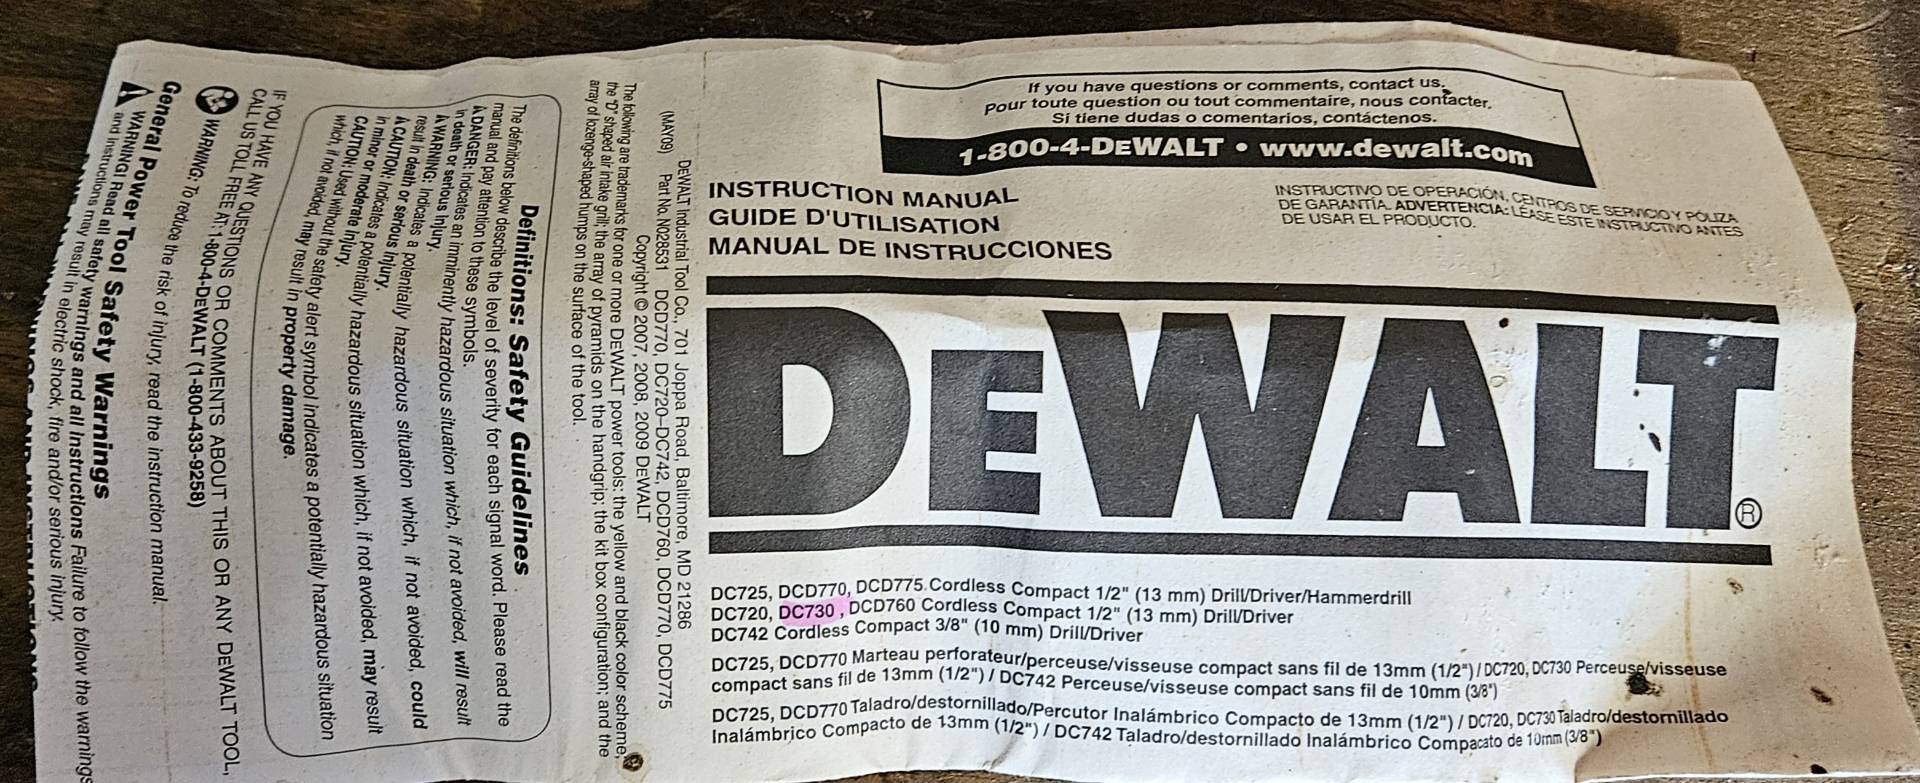 If you have questions or comments, contact us.
Pour toute question ou tout commentaire, nous contacter.
Si tiene dudas o comentarios, contáctenos.
1-800-4-DEWALT • www.dewalt.com
INSTRUCTION MANUAL
GUIDE D'UTILISATION
MANUAL DE INSTRUCCIONES
INSTRUCTIVO DE OPERACIÓN, CENTROS DE SERVICIO Y PÓLIZA
DE GARANTÍA. ADVERTENCIA: LÉASE ESTE INSTRUCTIVO ANTES
DE USAR EL PRODUCTO.
DEWALT®
DC725, DCD770, DCD775 Cordless Compact 1/2" (13 mm) Drill/Driver/Hammerdrill
DC720, DC730 , DCD760 Cordless Compact 1/2" (13 mm) Drill/Driver
DC742 Cordless Compact 3/8" (10 mm) Drill/Driver
DC725, DCD770 Marteau perforateur/perceuse/visseuse compact sans fil de 13mm (1/2") / DC720, DC730 Perceuse/visseuse
compact sans fil de 13mm (1/2") / DC742 Perceuse/visseuse compact sans fil de 10mm (3/8")
DC725, DCD770 Taladro/destornillado/Percutor Inalámbrico Compacto de 13mm (1/2") / DC720, DC730 Taladro/destornillado
Inalámbrico Compacto de 13mm (1/2") / DC742 Taladro/destornillado Inalámbrico Compacato de 10mm (3/8")
DEWALT Industrial Tool Co., 701 Joppa Road, Baltimore, MD 21286
(MAY09) Part No. N028531 DCD770, DC720–DC742, DCD760, DCD770, DCD775
Copyright © 2007, 2008, 2009 DEWALT
The following are trademarks for one or more DEWALT power tools: the yellow and black color scheme;
the "D" shaped air intake grill; the array of pyramids on the handgrip; the kit box configuration; and the
array of lozenge-shaped humps on the surface of the tool.
Definitions: Safety Guidelines
The definitions below describe the level of severity for each signal word. Please read the
manual and pay attention to these symbols.
DANGER: Indicates an imminently hazardous situation which, if not avoided, will result
in death or serious injury.
WARNING: Indicates a potentially hazardous situation which, if not avoided, could
result in death or serious injury.
CAUTION: Indicates a potentially hazardous situation which, if not avoided, may result
in minor or moderate injury.
CAUTION: Used without the safety alert symbol indicates a potentially hazardous situation
which, if not avoided, may result in property damage.
IF YOU HAVE ANY QUESTIONS OR COMMENTS ABOUT THIS OR ANY DEWALT TOOL,
CALL US TOLL FREE AT: 1-800-4-DEWALT (1-800-433-9258)
WARNING: To reduce the risk of injury, read the instruction manual.
General Power Tool Safety Warnings
WARNING! Read all safety warnings and all instructions Failure to follow the warnings
and instructions may result in electric shock, fire and/or serious injury.